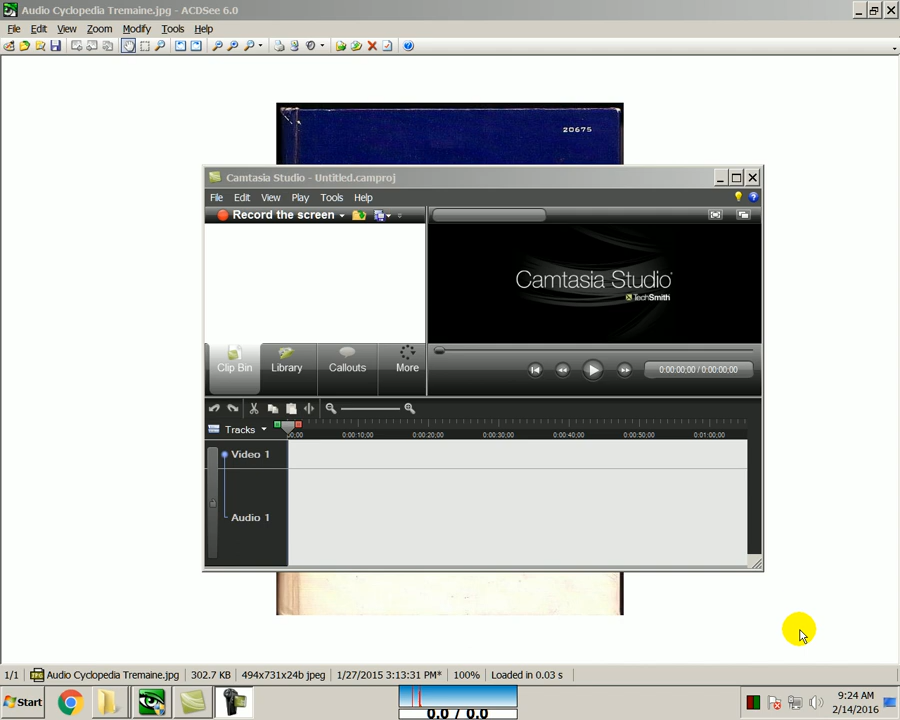 Audio Cyclopedia Tremaine.jpg - ACDSee 6.0
File Edit View Zoom Modify Tools Help
20675
Camtasia Studio - Untitled.camproj
File Edit View Play Tools Help
Record the screen
Camtasia Studio
TechSmith
Clip Bin Library Callouts More
0:00:00;00 / 0:00:00;00
Tracks
00;00 0:00:10;00 0:00:20;00 0:00:30;00 0:00:40;00 0:00:50;00 0:01:00;00
Video 1
Audio 1
1/1 Audio Cyclopedia Tremaine.jpg 302.7 KB 494x731x24b jpeg 1/27/2015 3:13:31 PM* 100% Loaded in 0.03 s
Start
0.0 / 0.0
9:24 AM
2/14/2016